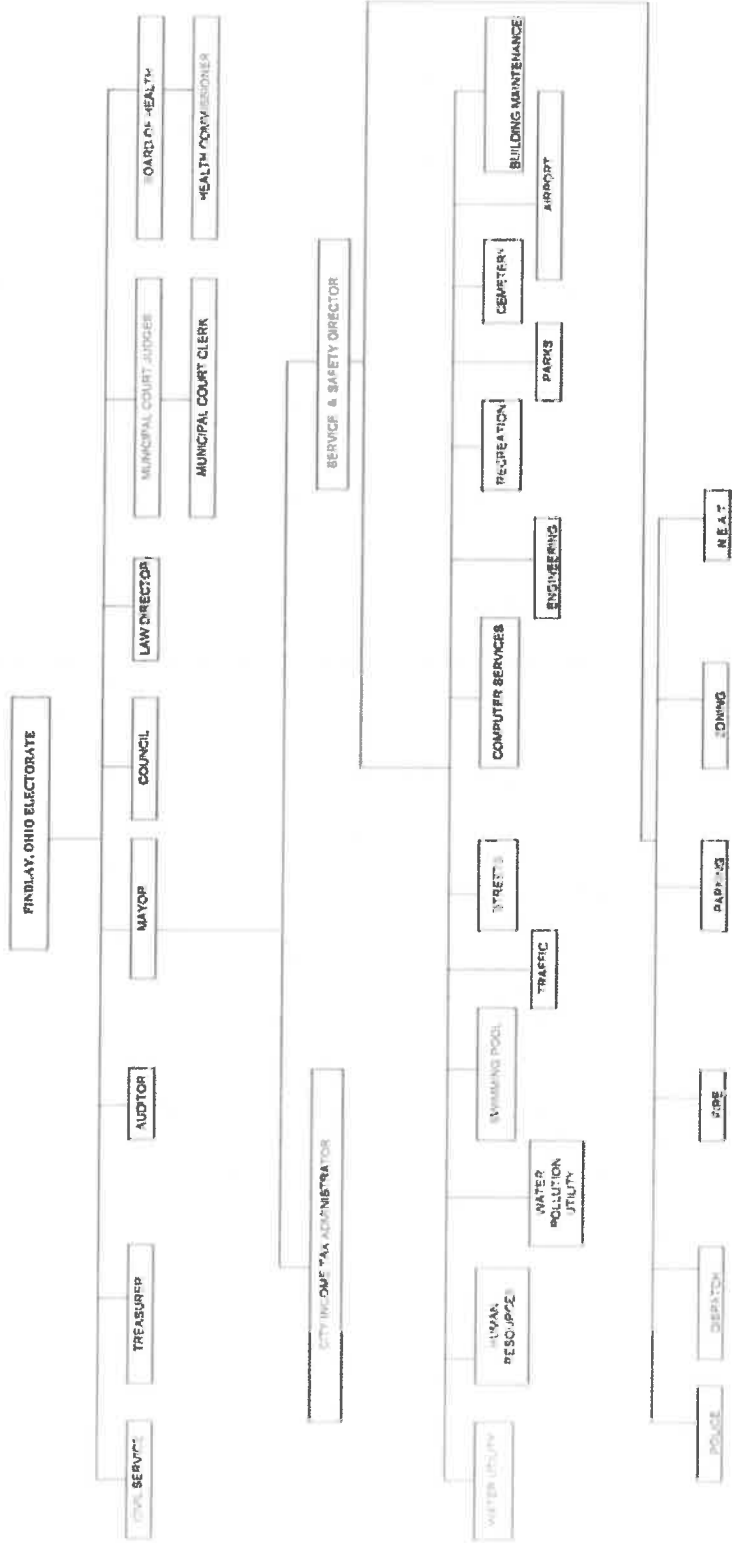 FINDLAY, OHIO ELECTORATE
CIVIL SERVICE
TREASURER
AUDITOR
MAYOR
COUNCIL
LAW DIRECTOR
MUNICIPAL COURT JUDGES
BOARD OF HEALTH
MUNICIPAL COURT CLERK
HEALTH COMMISSIONER
CITY INCOME TAX ADMINISTRATOR
SERVICE & SAFETY DIRECTOR
WATER UTILITY
HUMAN
RESOURCES
SWIMMING POOL
STREETS
COMPUTER SERVICES
RECREATION
CEMETERY
BUILDING MAINTENANCE
WATER
POLLUTION
UTILITY
TRAFFIC
ENGINEERING
PARKS
AIRPORT
POLICE
DISPATCH
FIRE
PARKING
ZONING
N.E.A.T